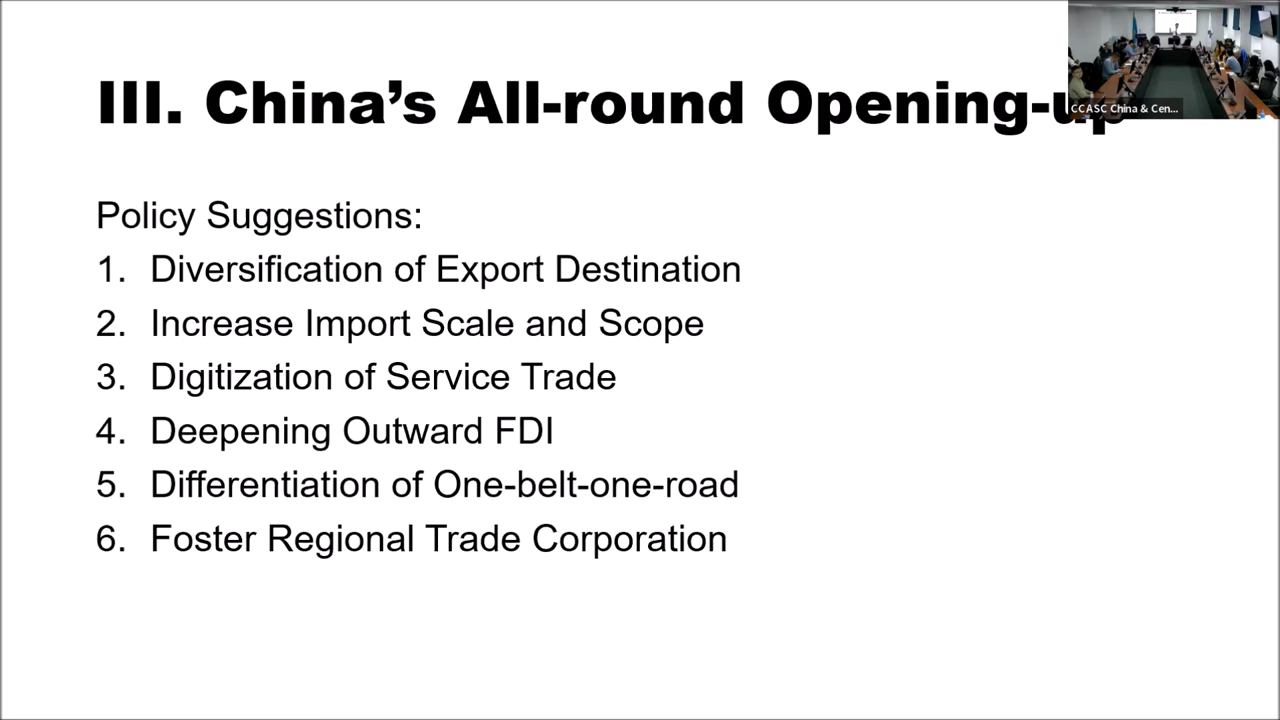 III. China’s All-round Opening-up
CCASC China & Cen...
Policy Suggestions:
1. Diversification of Export Destination
2. Increase Import Scale and Scope
3. Digitization of Service Trade
4. Deepening Outward FDI
5. Differentiation of One-belt-one-road
6. Foster Regional Trade Corporation